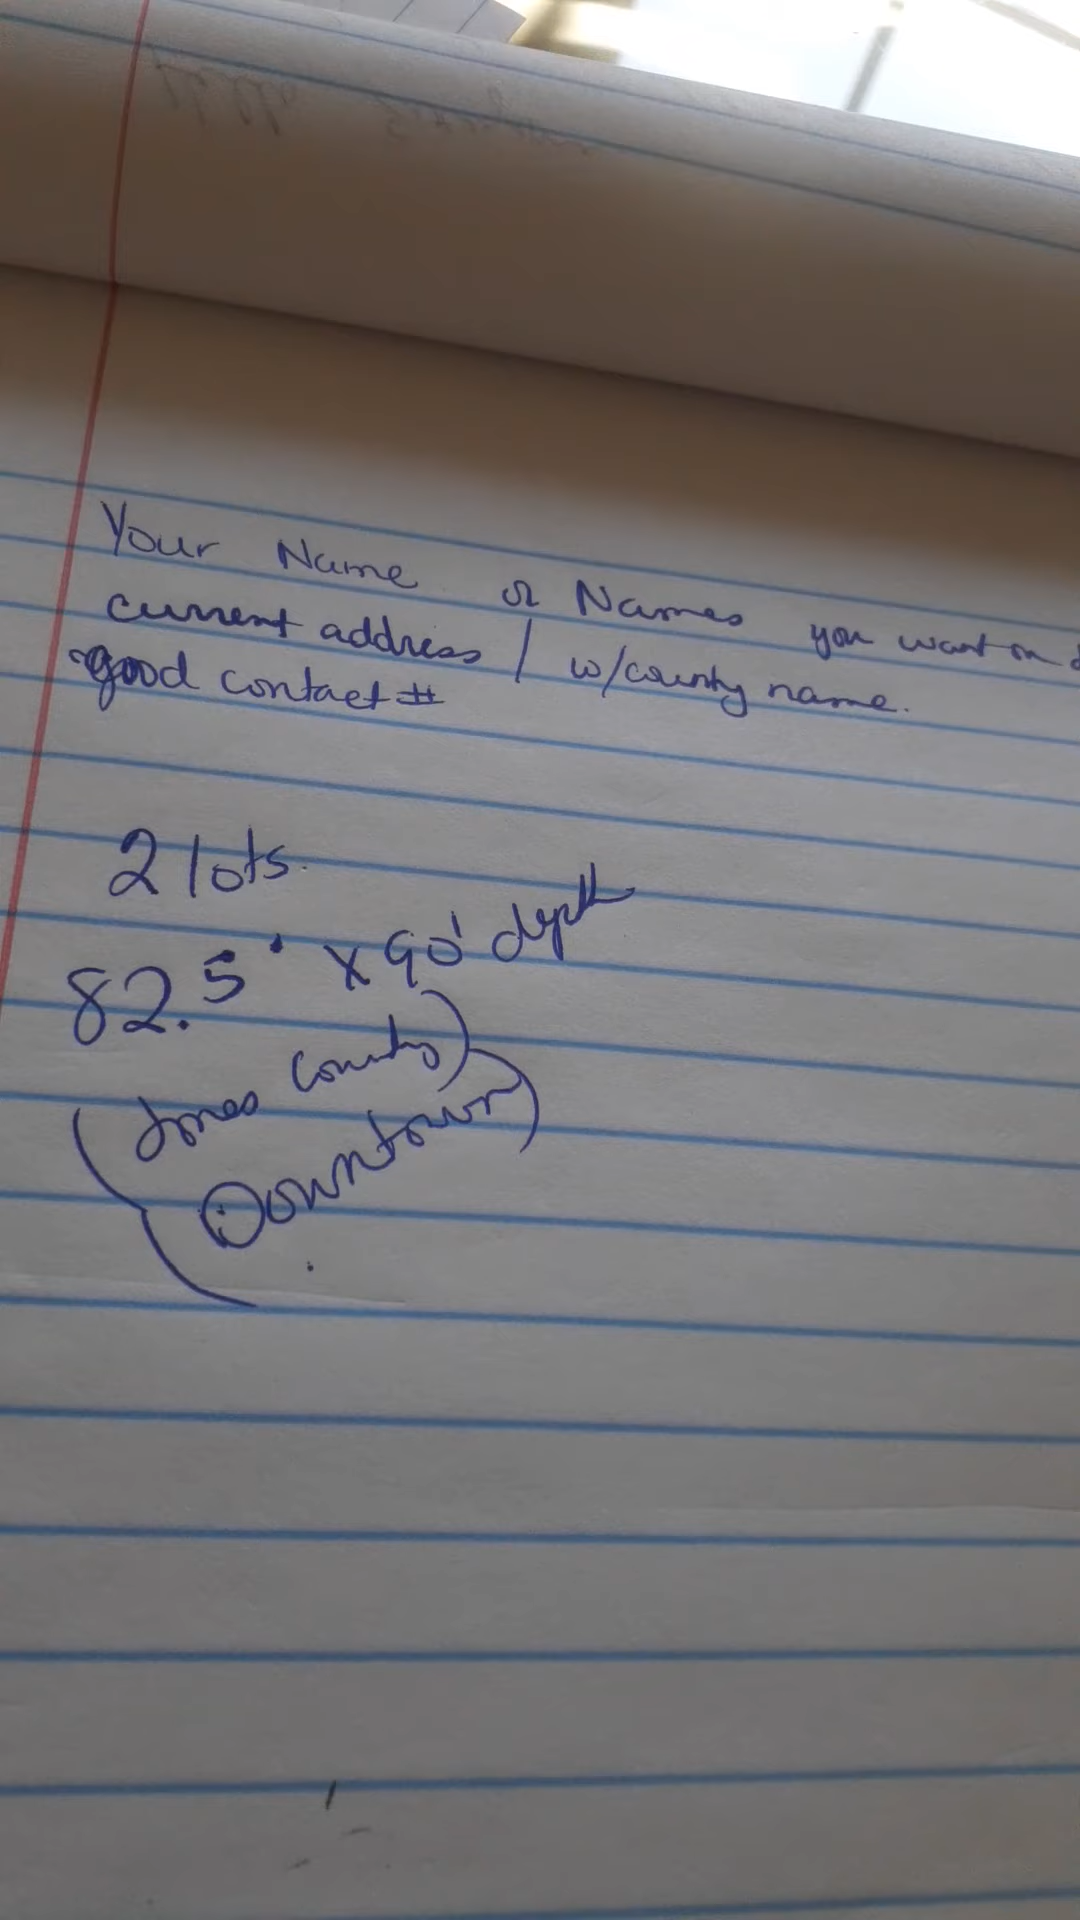 Your Name or Names you want on
current address / w/county name.
good contact #
2 lots.
82.5' x 90' depth
(Jones County)
Downtown)